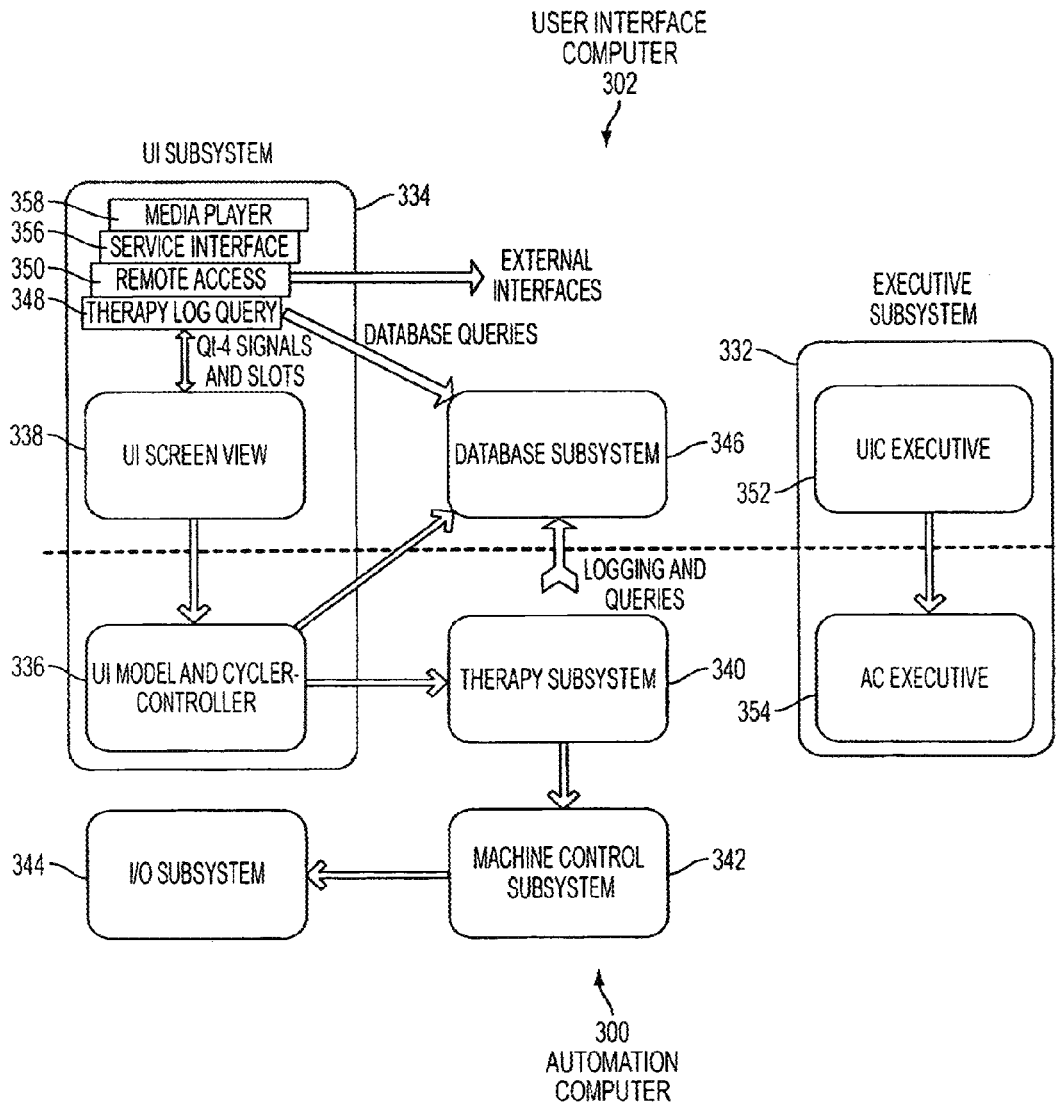 USER INTERFACE
COMPUTER
302
UI SUBSYSTEM
334
358
MEDIA PLAYER
356
SERVICE INTERFACE
350
REMOTE ACCESS
348
THERAPY LOG QUERY
EXTERNAL
INTERFACES
DATABASE QUERIES
QI-4 SIGNALS
AND SLOTS
EXECUTIVE
SUBSYSTEM
332
338
UI SCREEN VIEW
DATABASE SUBSYSTEM
346
UIC EXECUTIVE
352
LOGGING AND
QUERIES
336
UI MODEL AND CYCLER-
CONTROLLER
THERAPY SUBSYSTEM
340
AC EXECUTIVE
354
344
I/O SUBSYSTEM
MACHINE CONTROL
SUBSYSTEM
342
300
AUTOMATION
COMPUTER